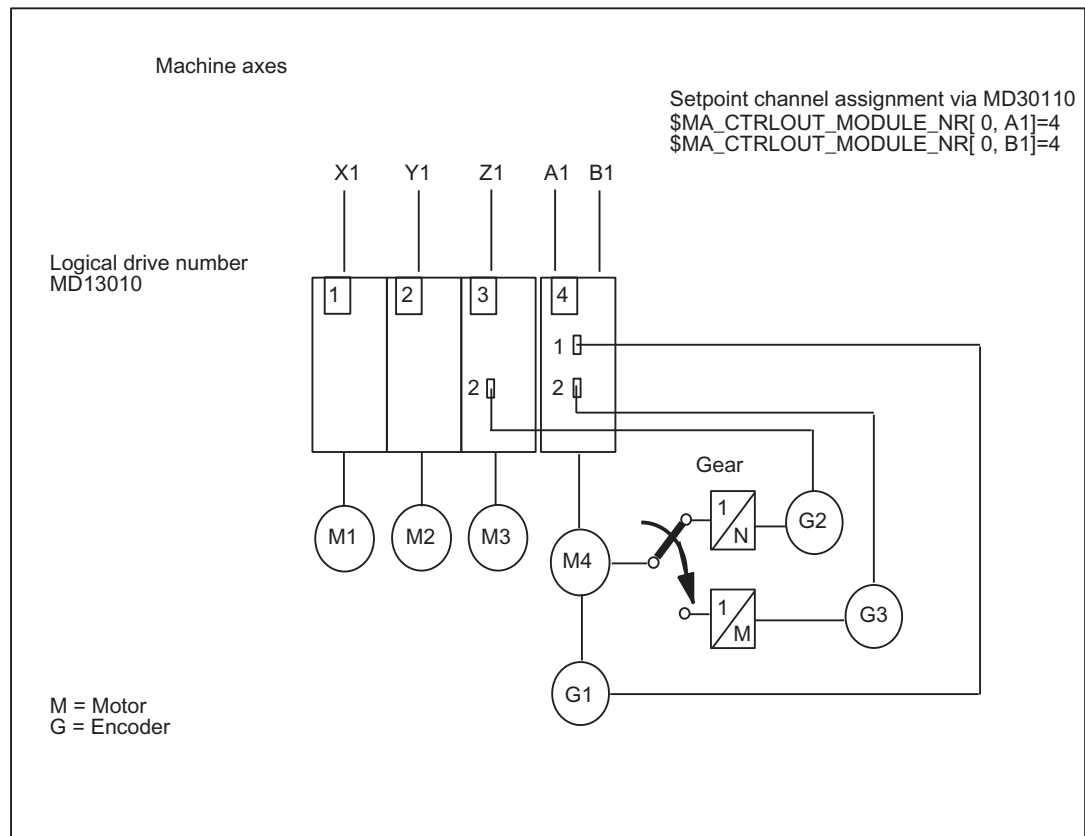 Machine axes
Setpoint channel assignment via MD30110
$MA_CTRLOUT_MODULE_NR[ 0, A1]=4
$MA_CTRLOUT_MODULE_NR[ 0, B1]=4
X1 Y1 Z1 A1 B1
Logical drive number
MD13010
1 2 3 4
1
2 2
Gear
1
N
G2
M1 M2 M3
M4
1
M
G3
G1
M = Motor
G = Encoder